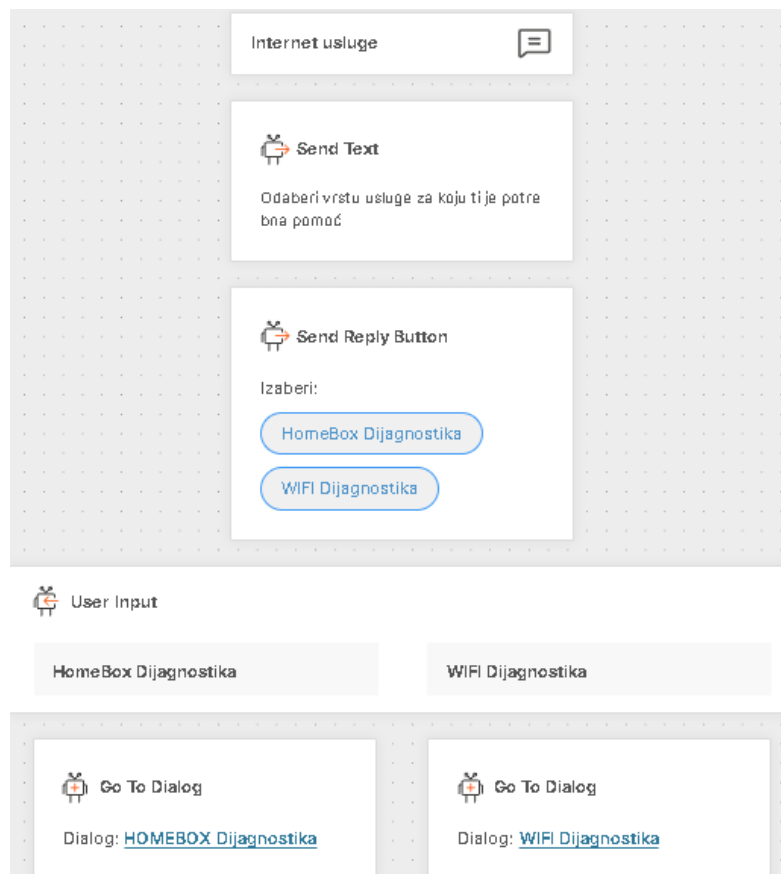 Internet usluge
Send Text
Odaberi vrstu usluge za koju ti je potre
bna pomoć
Send Reply Button
Izaberi:
HomeBox Dijagnostika
WIFI Dijagnostika
User Input
HomeBox Dijagnostika
WIFI Dijagnostika
Go To Dialog
Go To Dialog
Dialog: HOMEBOX Dijagnostika
Dialog: WIFI Dijagnostika